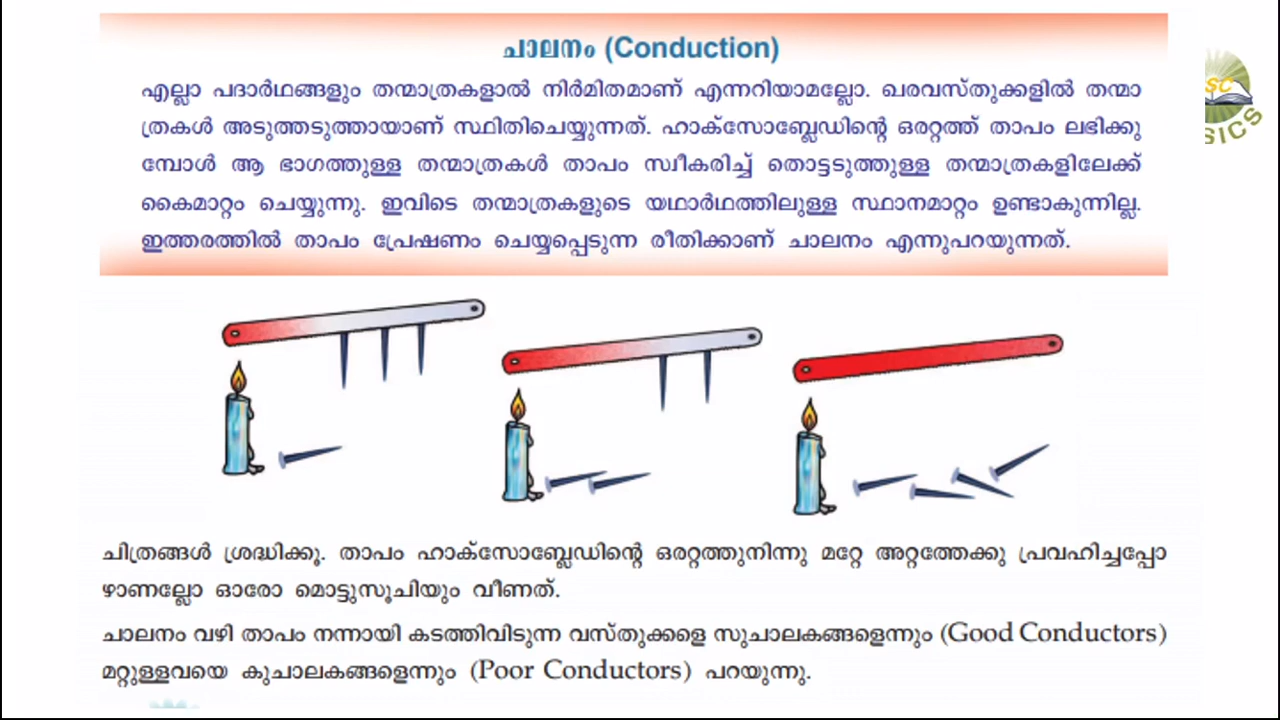 ചാലനം (Conduction)
എല്ലാ പദാർഥങ്ങളും തന്മാത്രകളാൽ നിർമിതമാണ് എന്നറിയാമല്ലോ. ഖരവസ്തുക്കളിൽ തന്മാ
ത്രകൾ അടുത്തടുത്തായാണ് സ്ഥിതിചെയ്യുന്നത്. ഹാക്സോബ്ലേഡിന്റെ ഒരറ്റത്ത് താപം ലഭിക്കു
മ്പോൾ ആ ഭാഗത്തുള്ള തന്മാത്രകൾ താപം സ്വീകരിച്ച് തൊട്ടടുത്തുള്ള തന്മാത്രകളിലേക്ക്
കൈമാറ്റം ചെയ്യുന്നു. ഇവിടെ തന്മാത്രകളുടെ യഥാർഥത്തിലുള്ള സ്ഥാനമാറ്റം ഉണ്ടാകുന്നില്ല.
ഇത്തരത്തിൽ താപം പ്രേഷണം ചെയ്യപ്പെടുന്ന രീതിക്കാണ് ചാലനം എന്നുപറയുന്നത്.
SC
SICS
ചിത്രങ്ങൾ ശ്രദ്ധിക്കൂ. താപം ഹാക്സോബ്ലേഡിന്റെ ഒരറ്റത്തുനിന്നു മറ്റേ അറ്റത്തേക്കു പ്രവഹിച്ചപ്പോ
ഴാണല്ലോ ഓരോ മൊട്ടുസൂചിയും വീണത്.
ചാലനം വഴി താപം നന്നായി കടത്തിവിടുന്ന വസ്തുക്കളെ സുചാലകങ്ങളെന്നും (Good Conductors)
മറ്റുള്ളവയെ കുചാലകങ്ങളെന്നും (Poor Conductors) പറയുന്നു.